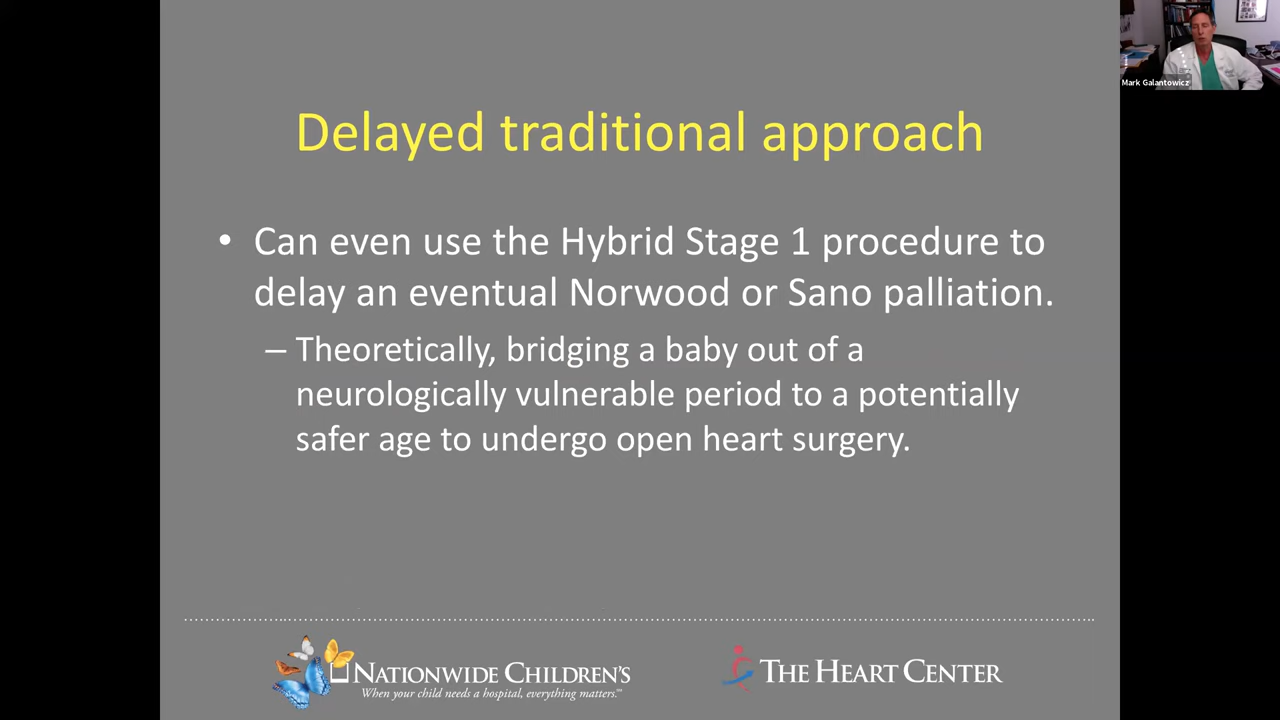 Mark Galantowicz
Delayed traditional approach
• Can even use the Hybrid Stage 1 procedure to
delay an eventual Norwood or Sano palliation.
– Theoretically, bridging a baby out of a
neurologically vulnerable period to a potentially
safer age to undergo open heart surgery.
NATIONWIDE CHILDREN'S
When your child needs a hospital, everything matters.℠
THE HEART CENTER